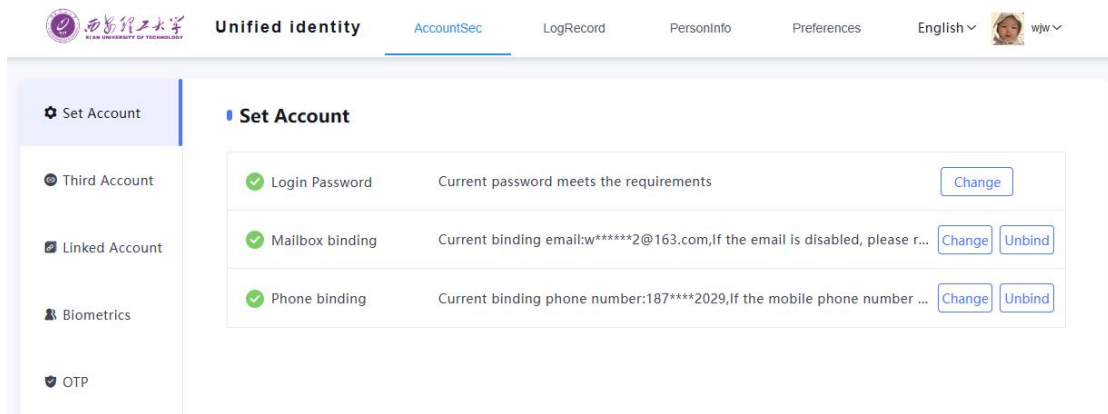 西安理工大学
XI'AN UNIVERSITY OF TECHNOLOGY
Unified identity
AccountSec
LogRecord
PersonInfo
Preferences
English
wjw
Set Account
Third Account
Linked Account
Biometrics
OTP
Set Account
Login Password Current password meets the requirements Change
Mailbox binding Current binding email:w******2@163.com,If the email is disabled, please r... Change Unbind
Phone binding Current binding phone number:187****2029,If the mobile phone number ... Change Unbind